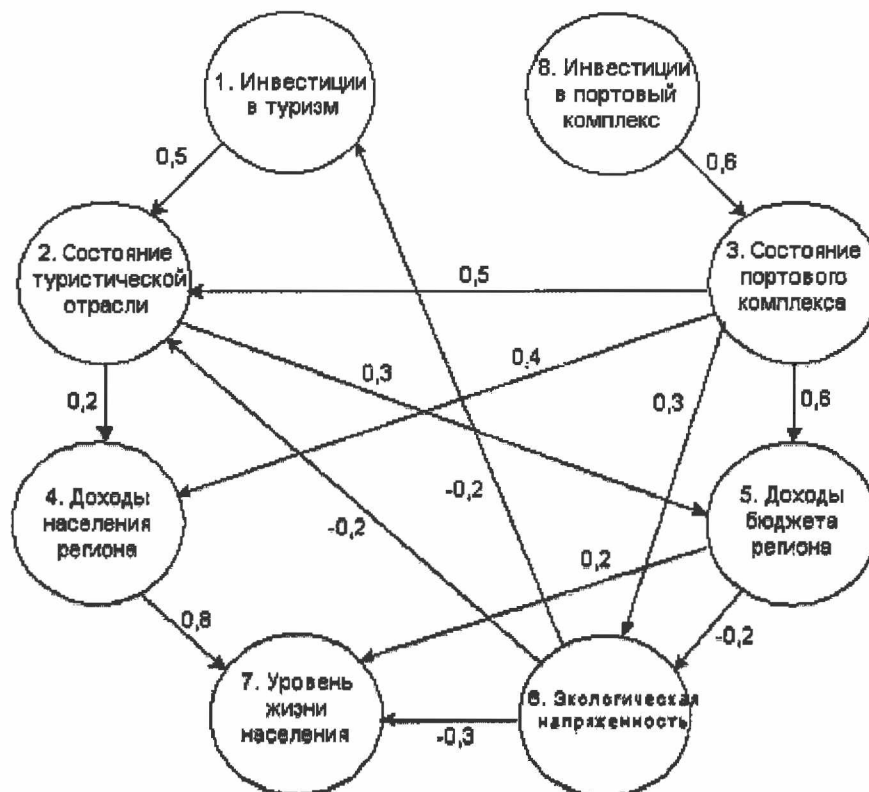 1. Инвестиции
в туризм
8. Инвестиции
в портовый
комплекс
0,5
0,6
2. Состояние
туристической
отрасли
3. Состояние
портового
комплекса
0,5
0,3
0,4
0,2
0,3
0,6
4. Доходы
населения
региона
-0,2
-0,2
5. Доходы
бюджета
региона
0,2
0,8
-0,2
7. Уровень
жизни
населения
6. Экологическая
напряженность
-0,3